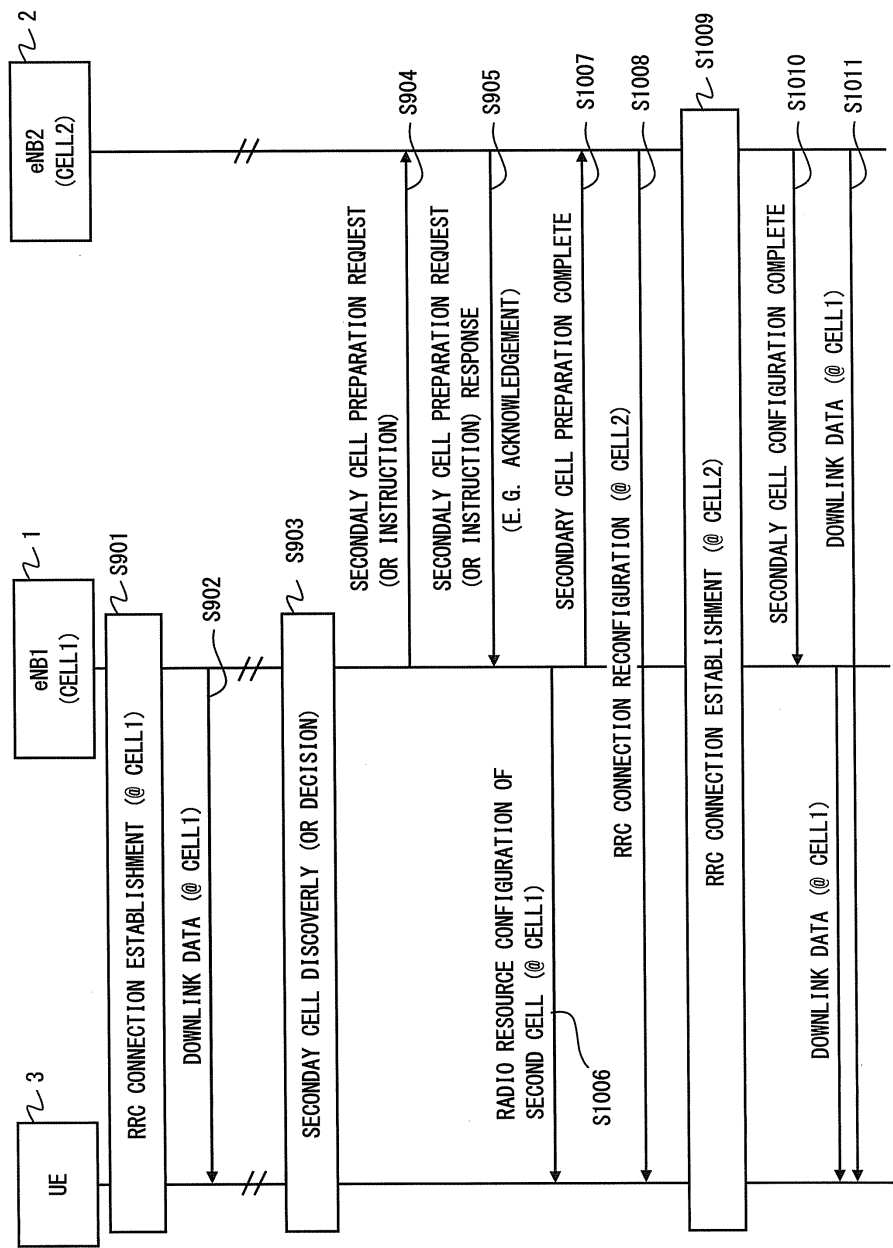 UE
3
eNB1
(CELL1)
1
eNB2
(CELL2)
2
RRC CONNECTION ESTABLISHMENT (@ CELL1)
S901
DOWNLINK DATA (@ CELL1)
S902
SECONDAY CELL DISCOVERLY (OR DECISION)
S903
SECONDALY CELL PREPARATION REQUEST
(OR INSTRUCTION)
S904
SECONDALY CELL PREPARATION REQUEST
(OR INSTRUCTION) RESPONSE
(E.G. ACKNOWLEDGEMENT)
S905
RADIO RESOURCE CONFIGURATION OF
SECOND CELL (@ CELL1)
S1006
SECONDARY CELL PREPARATION COMPLETE
S1007
RRC CONNECTION RECONFIGURATION (@ CELL2)
S1008
RRC CONNECTION ESTABLISHMENT (@ CELL2)
S1009
SECONDALY CELL CONFIGURATION COMPLETE
S1010
DOWNLINK DATA (@ CELL1)
DOWNLINK DATA (@ CELL1)
S1011